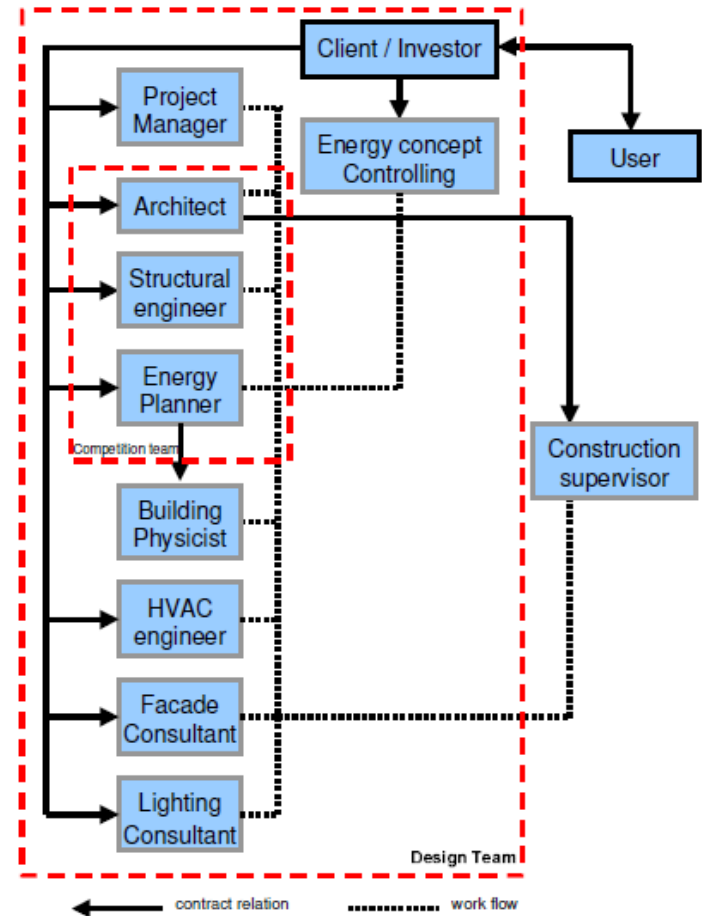 Client / Investor
Project
Manager
Energy concept
Controlling
User
Architect
Structural
engineer
Energy
Planner
Competition team
Construction
supervisor
Building
Physicist
HVAC
engineer
Facade
Consultant
Lighting
Consultant
Design Team
contract relation
work flow